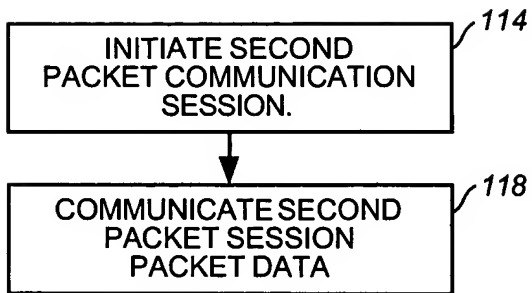 114
INITIATE SECOND
PACKET COMMUNICATION
SESSION.
118
COMMUNICATE SECOND
PACKET SESSION
PACKET DATA